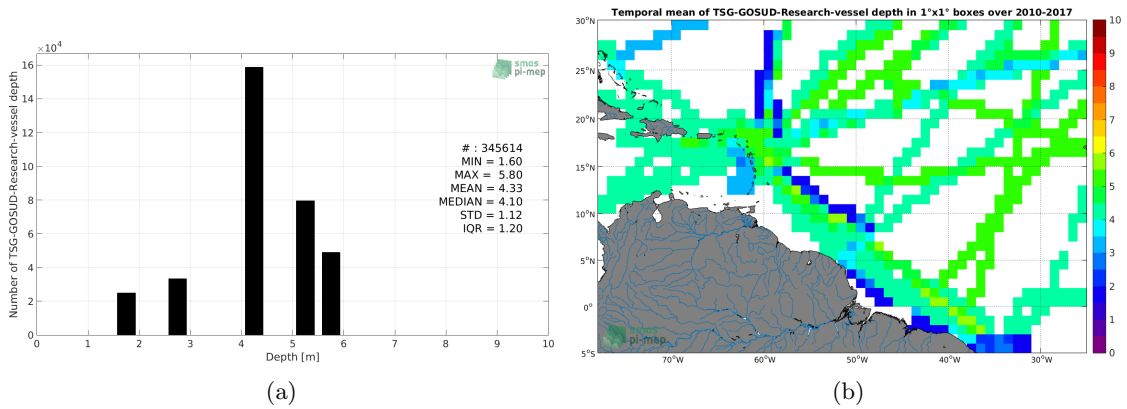 ×10⁴
16
14
12
10
8
6
4
2
0
Number of TSG-GOSUD-Research-vessel depth
0 1 2 3 4 5 6 7 8 9 10
Depth [m]
smos
pi-mep
# : 345614
MIN = 1.60
MAX = 5.80
MEAN = 4.33
MEDIAN = 4.10
STD = 1.12
IQR = 1.20
(a)
Temporal mean of TSG-GOSUD-Research-vessel depth in 1°x1° boxes over 2010-2017
30°N
25°N
20°N
15°N
10°N
5°N
0°
5°S
70°W 60°W 50°W 40°W 30°W
smos
pi-mep
10
9
8
7
6
5
4
3
2
1
0
(b)